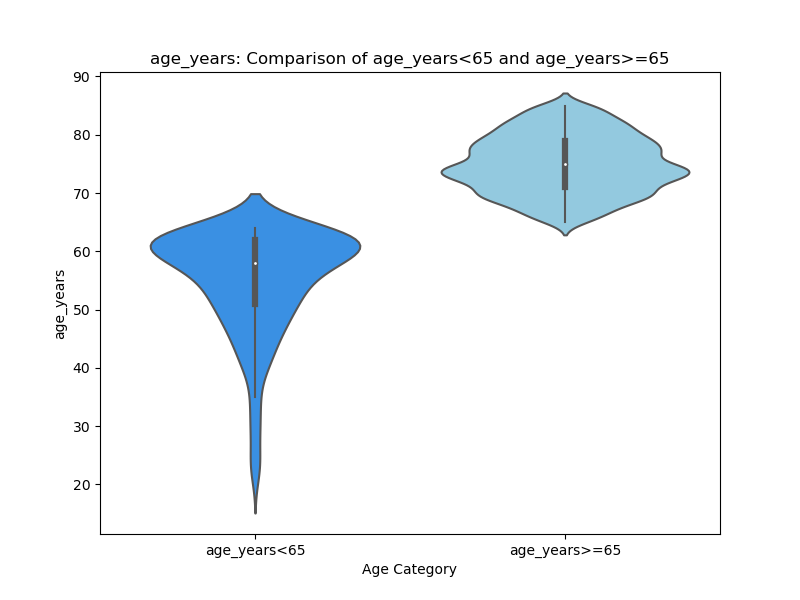 age_years: Comparison of age_years<65 and age_years>=65
90
80
70
60
50
40
30
20
age_years
age_years<65
age_years>=65
Age Category